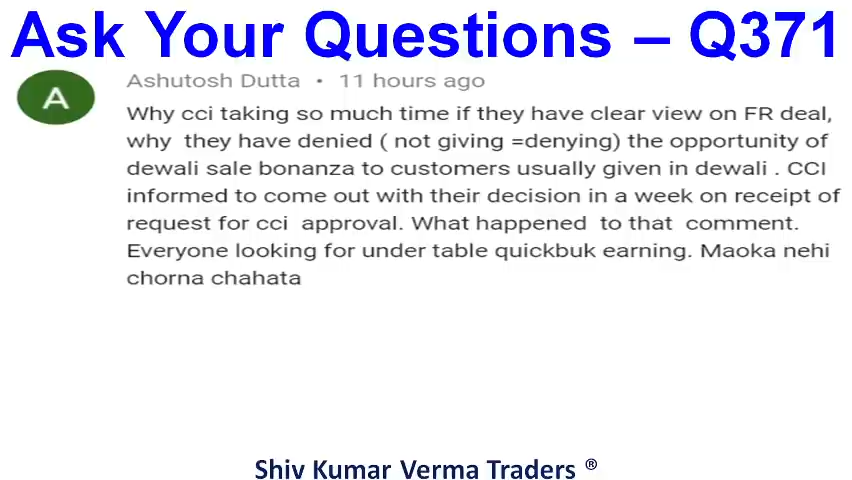 Ask Your Questions – Q371
A
Ashutosh Dutta • 11 hours ago
Why cci taking so much time if they have clear view on FR deal,
why they have denied ( not giving =denying) the opportunity of
dewali sale bonanza to customers usually given in dewali . CCI
informed to come out with their decision in a week on receipt of
request for cci approval. What happened to that comment.
Everyone looking for under table quickbuk earning. Maoka nehi
chorna chahata
Shiv Kumar Verma Traders ®